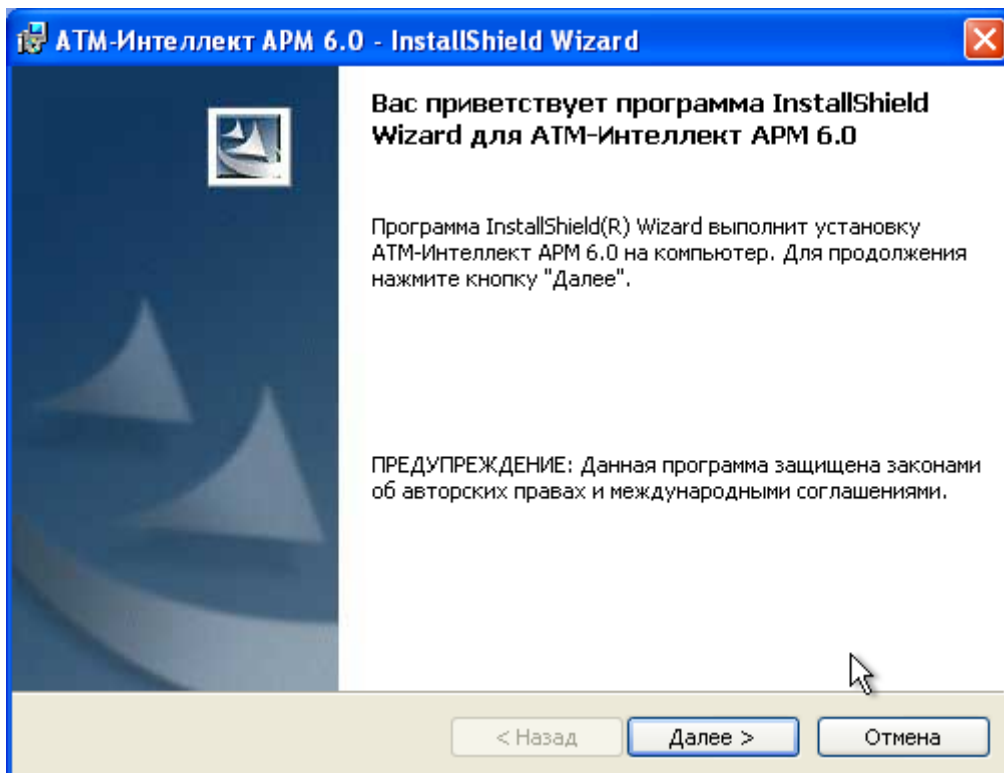 АТМ-Интеллект АРМ 6.0 - InstallShield Wizard
Вас приветствует программа InstallShield
Wizard для АТМ-Интеллект АРМ 6.0
Программа InstallShield(R) Wizard выполнит установку
АТМ-Интеллект АРМ 6.0 на компьютер. Для продолжения
нажмите кнопку "Далее".
ПРЕДУПРЕЖДЕНИЕ: Данная программа защищена законами
об авторских правах и международными соглашениями.
< Назад Далее > Отмена